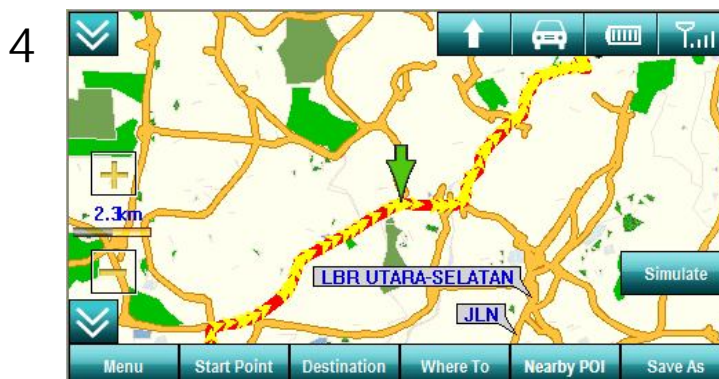 4
2.3km
LBR UTARA-SELATAN
Simulate
JLN
Menu Start Point Destination Where To Nearby POI Save As